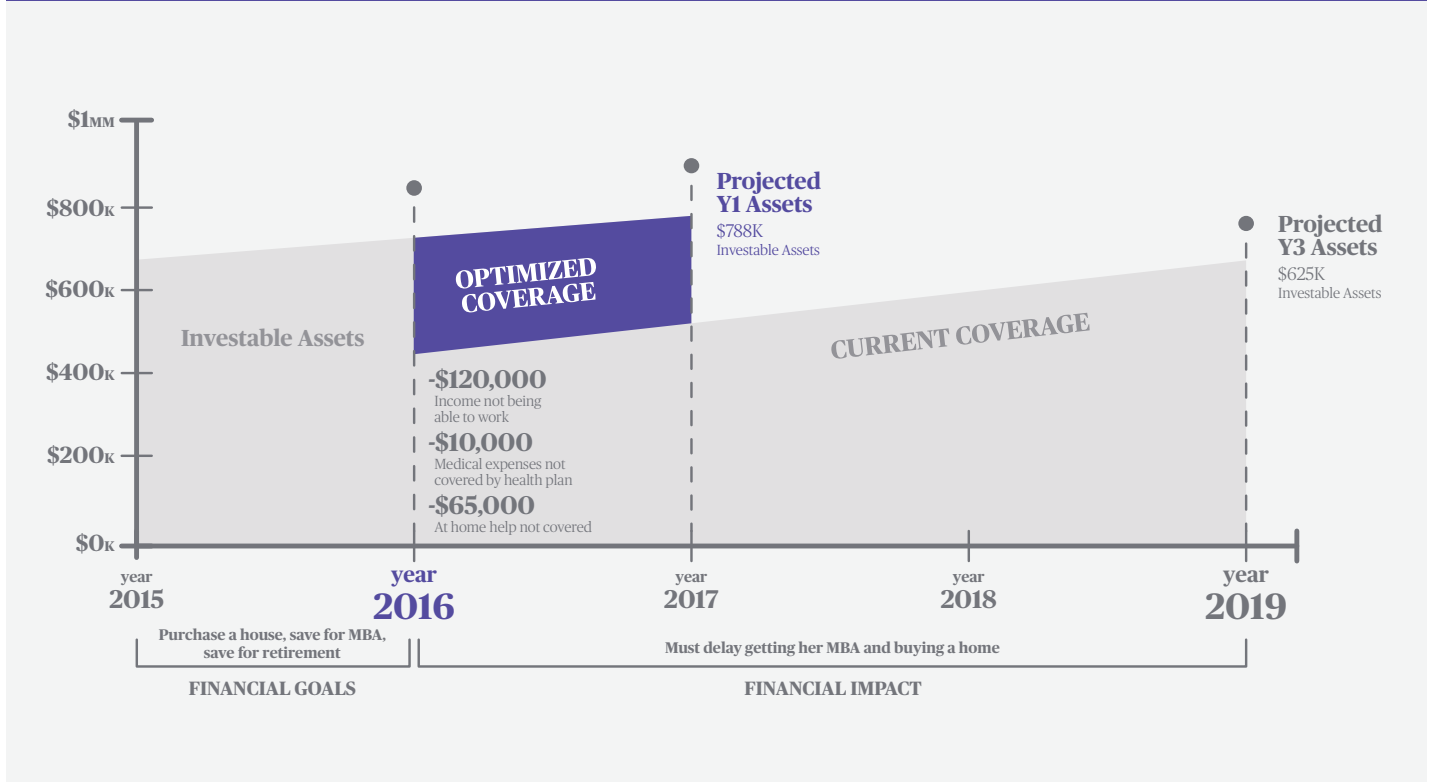 $1MM
$800K
$600K
$400K
$200K
$0K
Investable Assets
OPTIMIZED
COVERAGE
Projected
Y1 Assets
$788K
Investable Assets
CURRENT COVERAGE
Projected
Y3 Assets
$625K
Investable Assets
-$120,000
Income not being
able to work
-$10,000
Medical expenses not
covered by health plan
-$65,000
At home help not covered
year
2015
year
2016
year
2017
year
2018
year
2019
Purchase a house, save for MBA,
save for retirement
FINANCIAL GOALS
Must delay getting her MBA and buying a home
FINANCIAL IMPACT